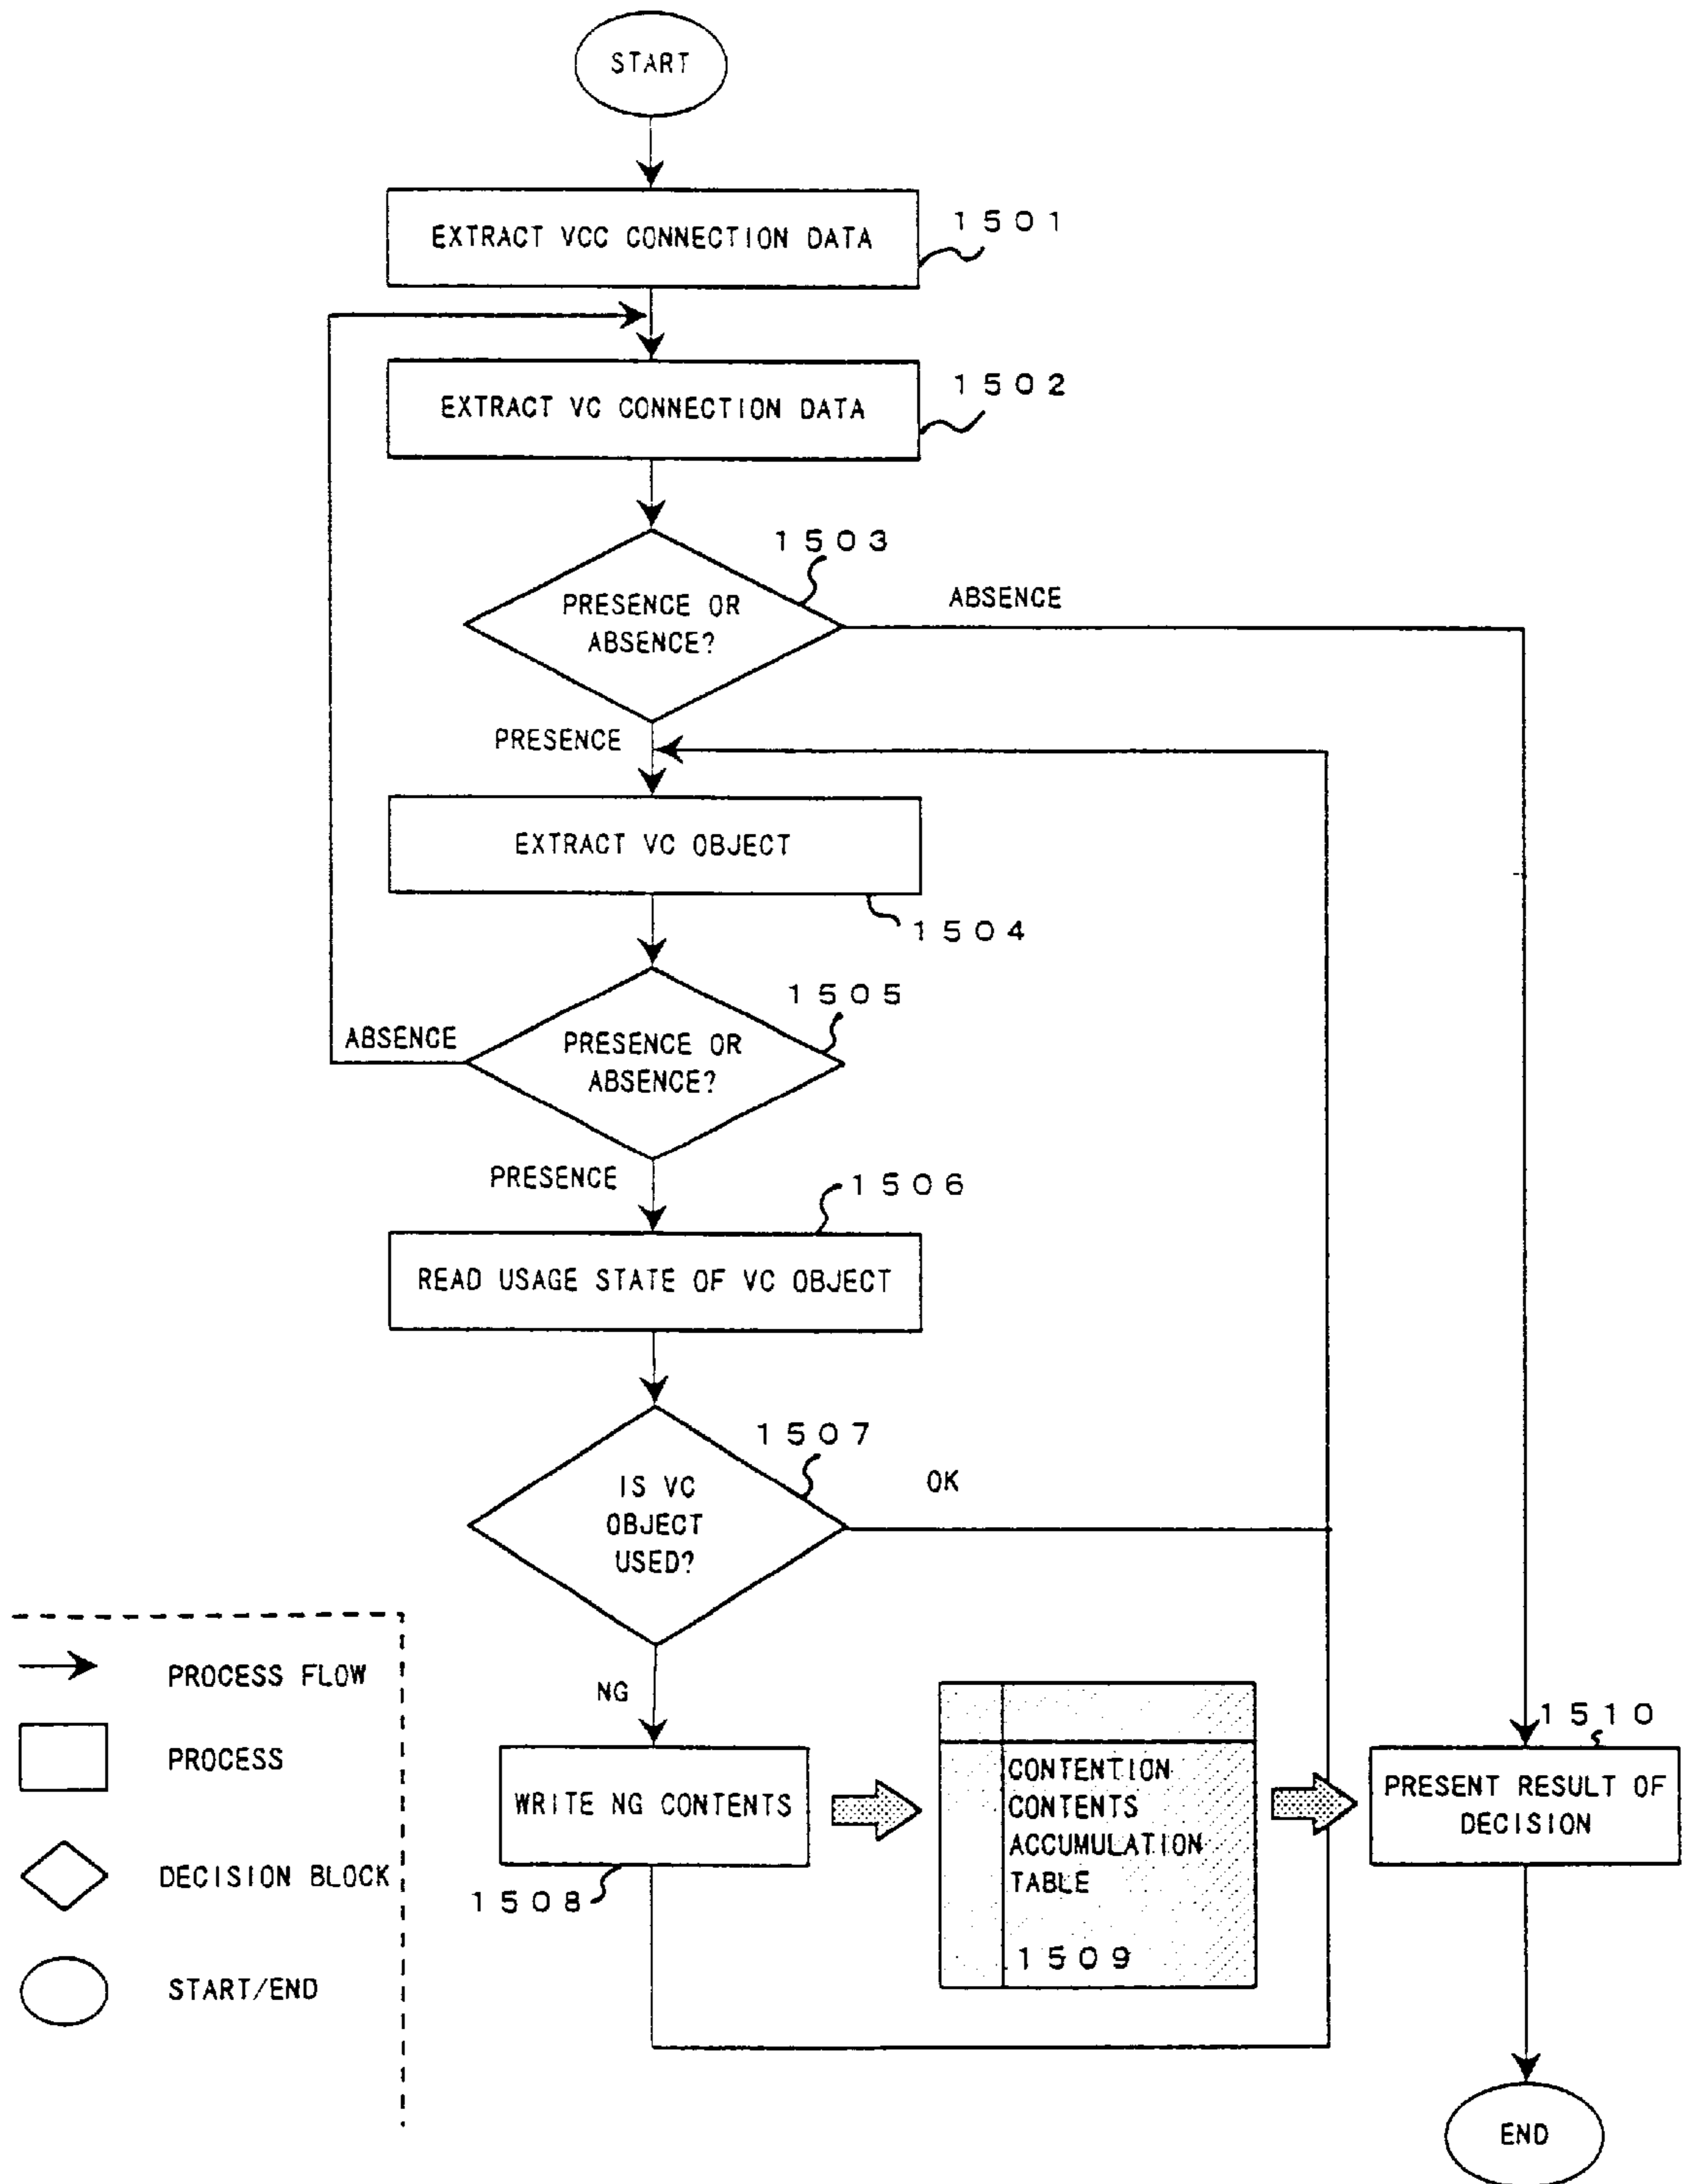 START
EXTRACT VCC CONNECTION DATA
1501
EXTRACT VC CONNECTION DATA
1502
1503
PRESENCE OR
ABSENCE?
ABSENCE
PRESENCE
EXTRACT VC OBJECT
1504
1505
PRESENCE OR
ABSENCE?
ABSENCE
PRESENCE
1506
READ USAGE STATE OF VC OBJECT
1507
IS VC
OBJECT
USED?
OK
NG
WRITE NG CONTENTS
1508
CONTENTION
CONTENTS
ACCUMULATION
TABLE
1509
1510
PRESENT RESULT OF
DECISION
END
PROCESS FLOW
PROCESS
DECISION BLOCK
START/END